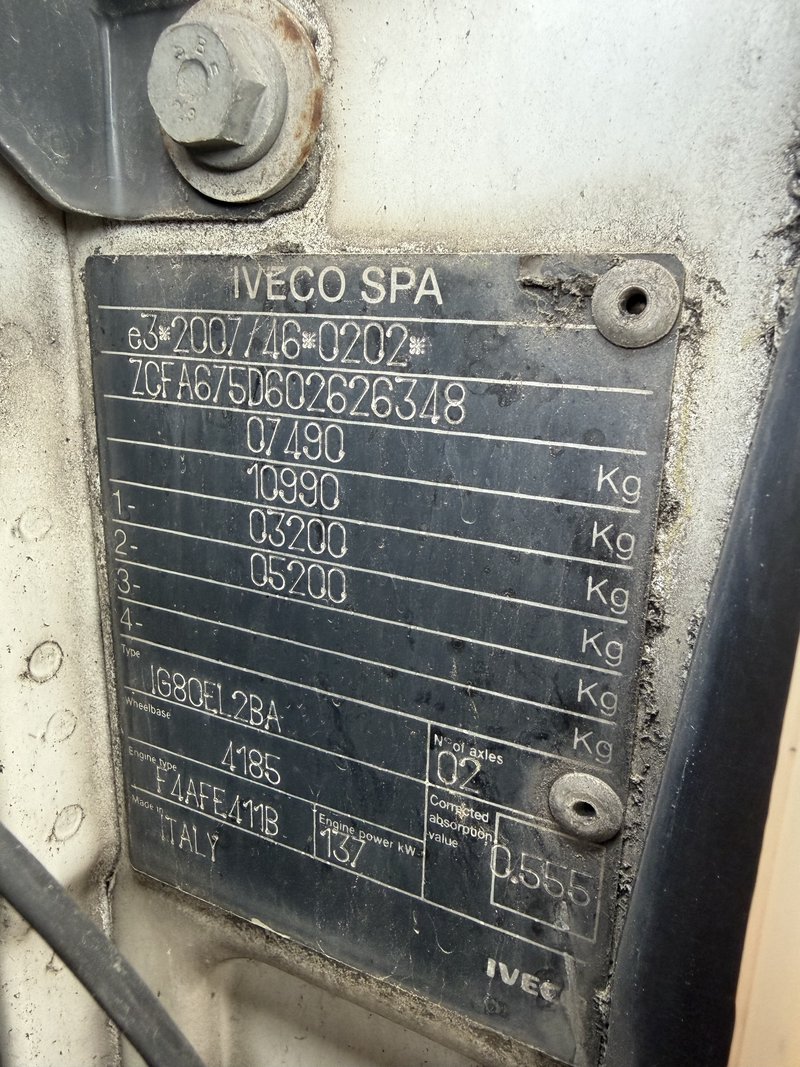 IVECO SPA
e3*2007/46*0202*
ZCFA675D602626348
07490 Kg
10990 Kg
1- 03200 Kg
2- 05200 Kg
3- Kg
4- Kg
Type
IG80EL2BA
Wheelbase
4185
N° of axles
02
Engine type
F4AFE411B
Engine power kW
137
Corrected
absorption
value
0.555
Made in
ITALY
IVECO